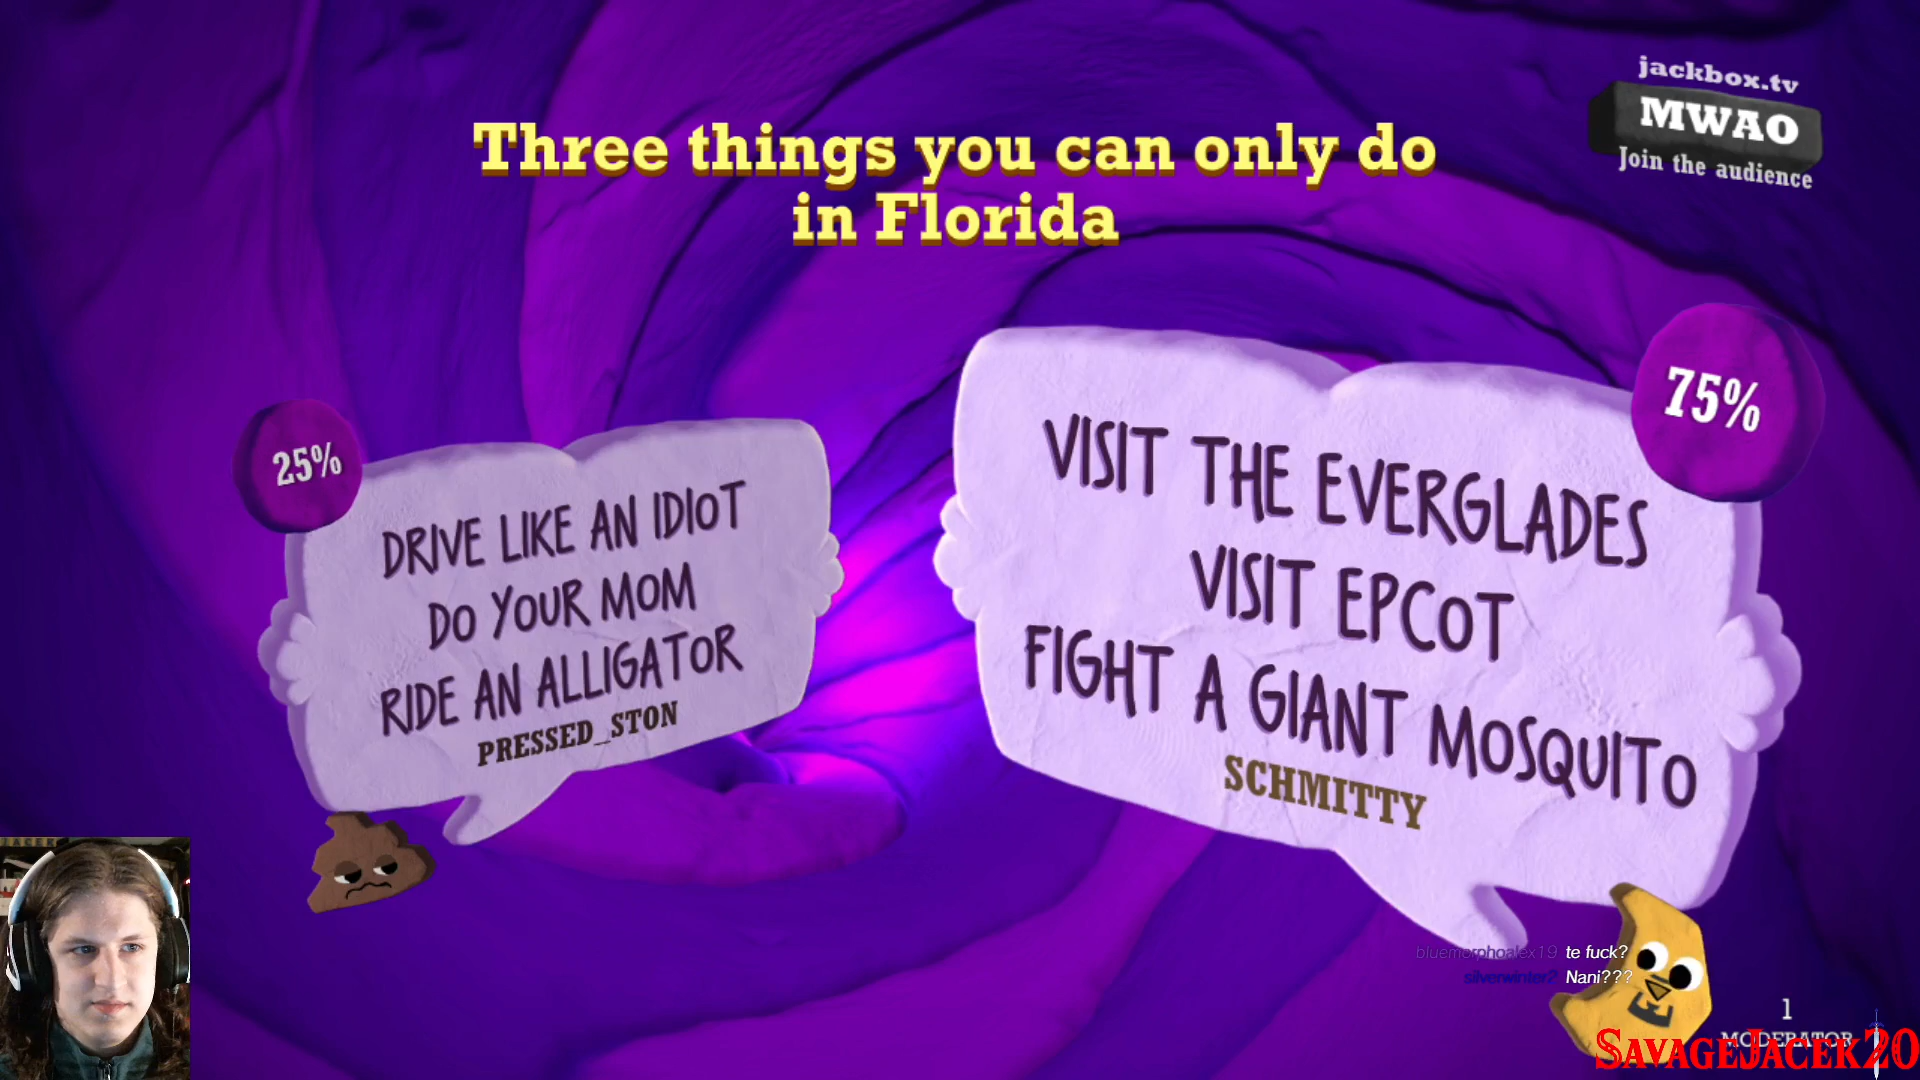 jackbox.tv
MWAO
Join the audience
Three things you can only do
in Florida
25%
DRIVE LIKE AN IDIOT
DO YOUR MOM
RIDE AN ALLIGATOR
PRESSED_STON
75%
VISIT THE EVERGLADES
VISIT EPCOT
FIGHT A GIANT MOSQUITO
SCHMITTY
bluemorphoalex19 te fuck?
silverwinter2 Nani???
1
MODERATOR
SAVAGEJACEK20